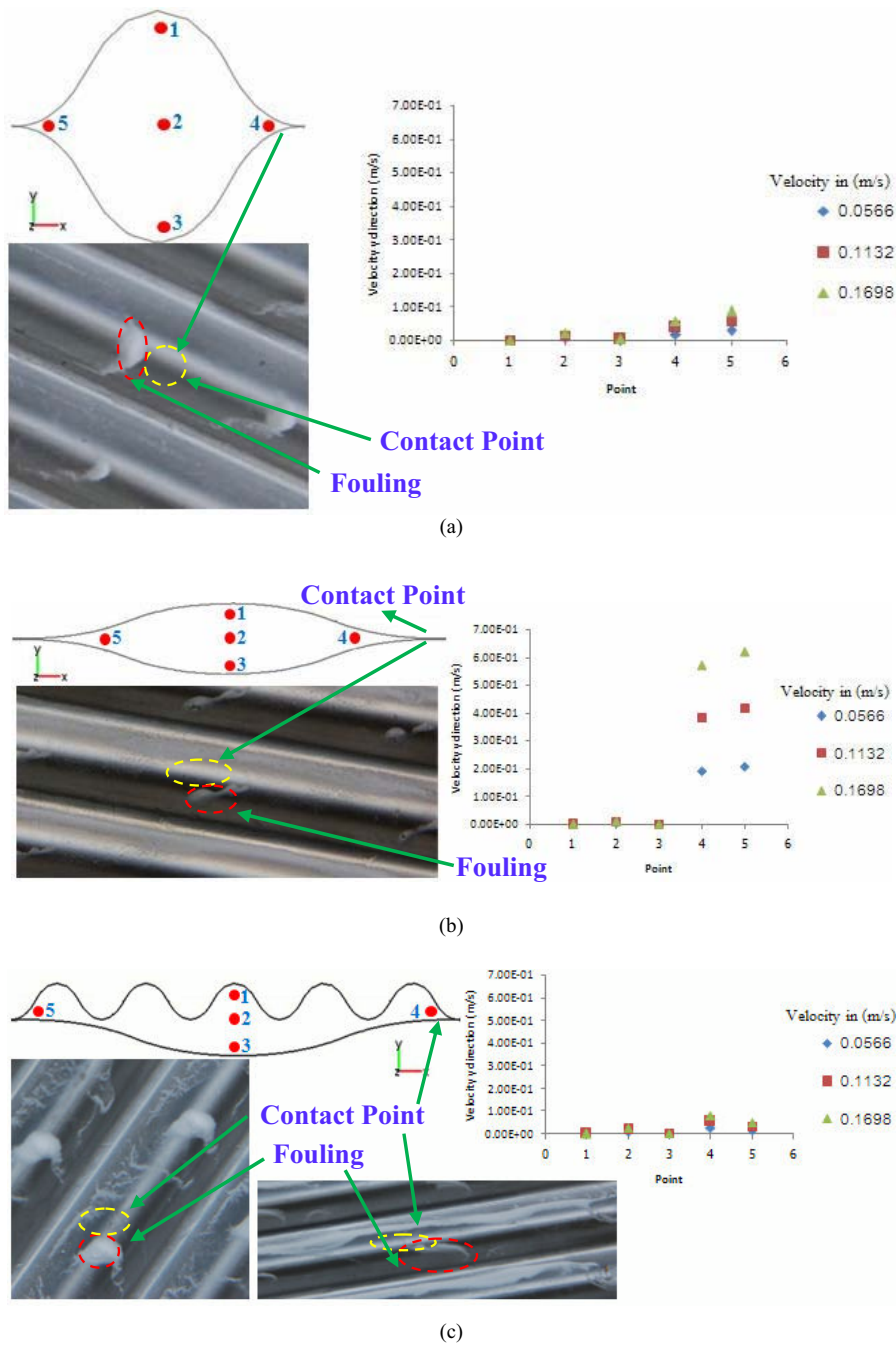 1
5
2
4
3
y
z
x
7.00E-01
6.00E-01
5.00E-01
4.00E-01
3.00E-01
2.00E-01
1.00E-01
0.00E+00
0 1 2 3 4 5 6
Velocity y direction (m/s)
Point
Velocity in (m/s)
0.0566
0.1132
0.1698
Contact Point
Fouling
(a)
Contact Point
1
5
2
4
3
y
z
x
7.00E-01
6.00E-01
5.00E-01
4.00E-01
3.00E-01
2.00E-01
1.00E-01
0.00E+00
0 1 2 3 4 5 6
Velocity y direction (m/s)
Point
Velocity in (m/s)
0.0566
0.1132
0.1698
Fouling
(b)
5
1
2
4
3
y
z
7.00E-01
6.00E-01
5.00E-01
4.00E-01
3.00E-01
2.00E-01
1.00E-01
0.00E+00
0 1 2 3 4 5 6
Velocity y direction (m/s)
Point
Velocity in (m/s)
0.0566
0.1132
0.1698
Contact Point
Fouling
(c)